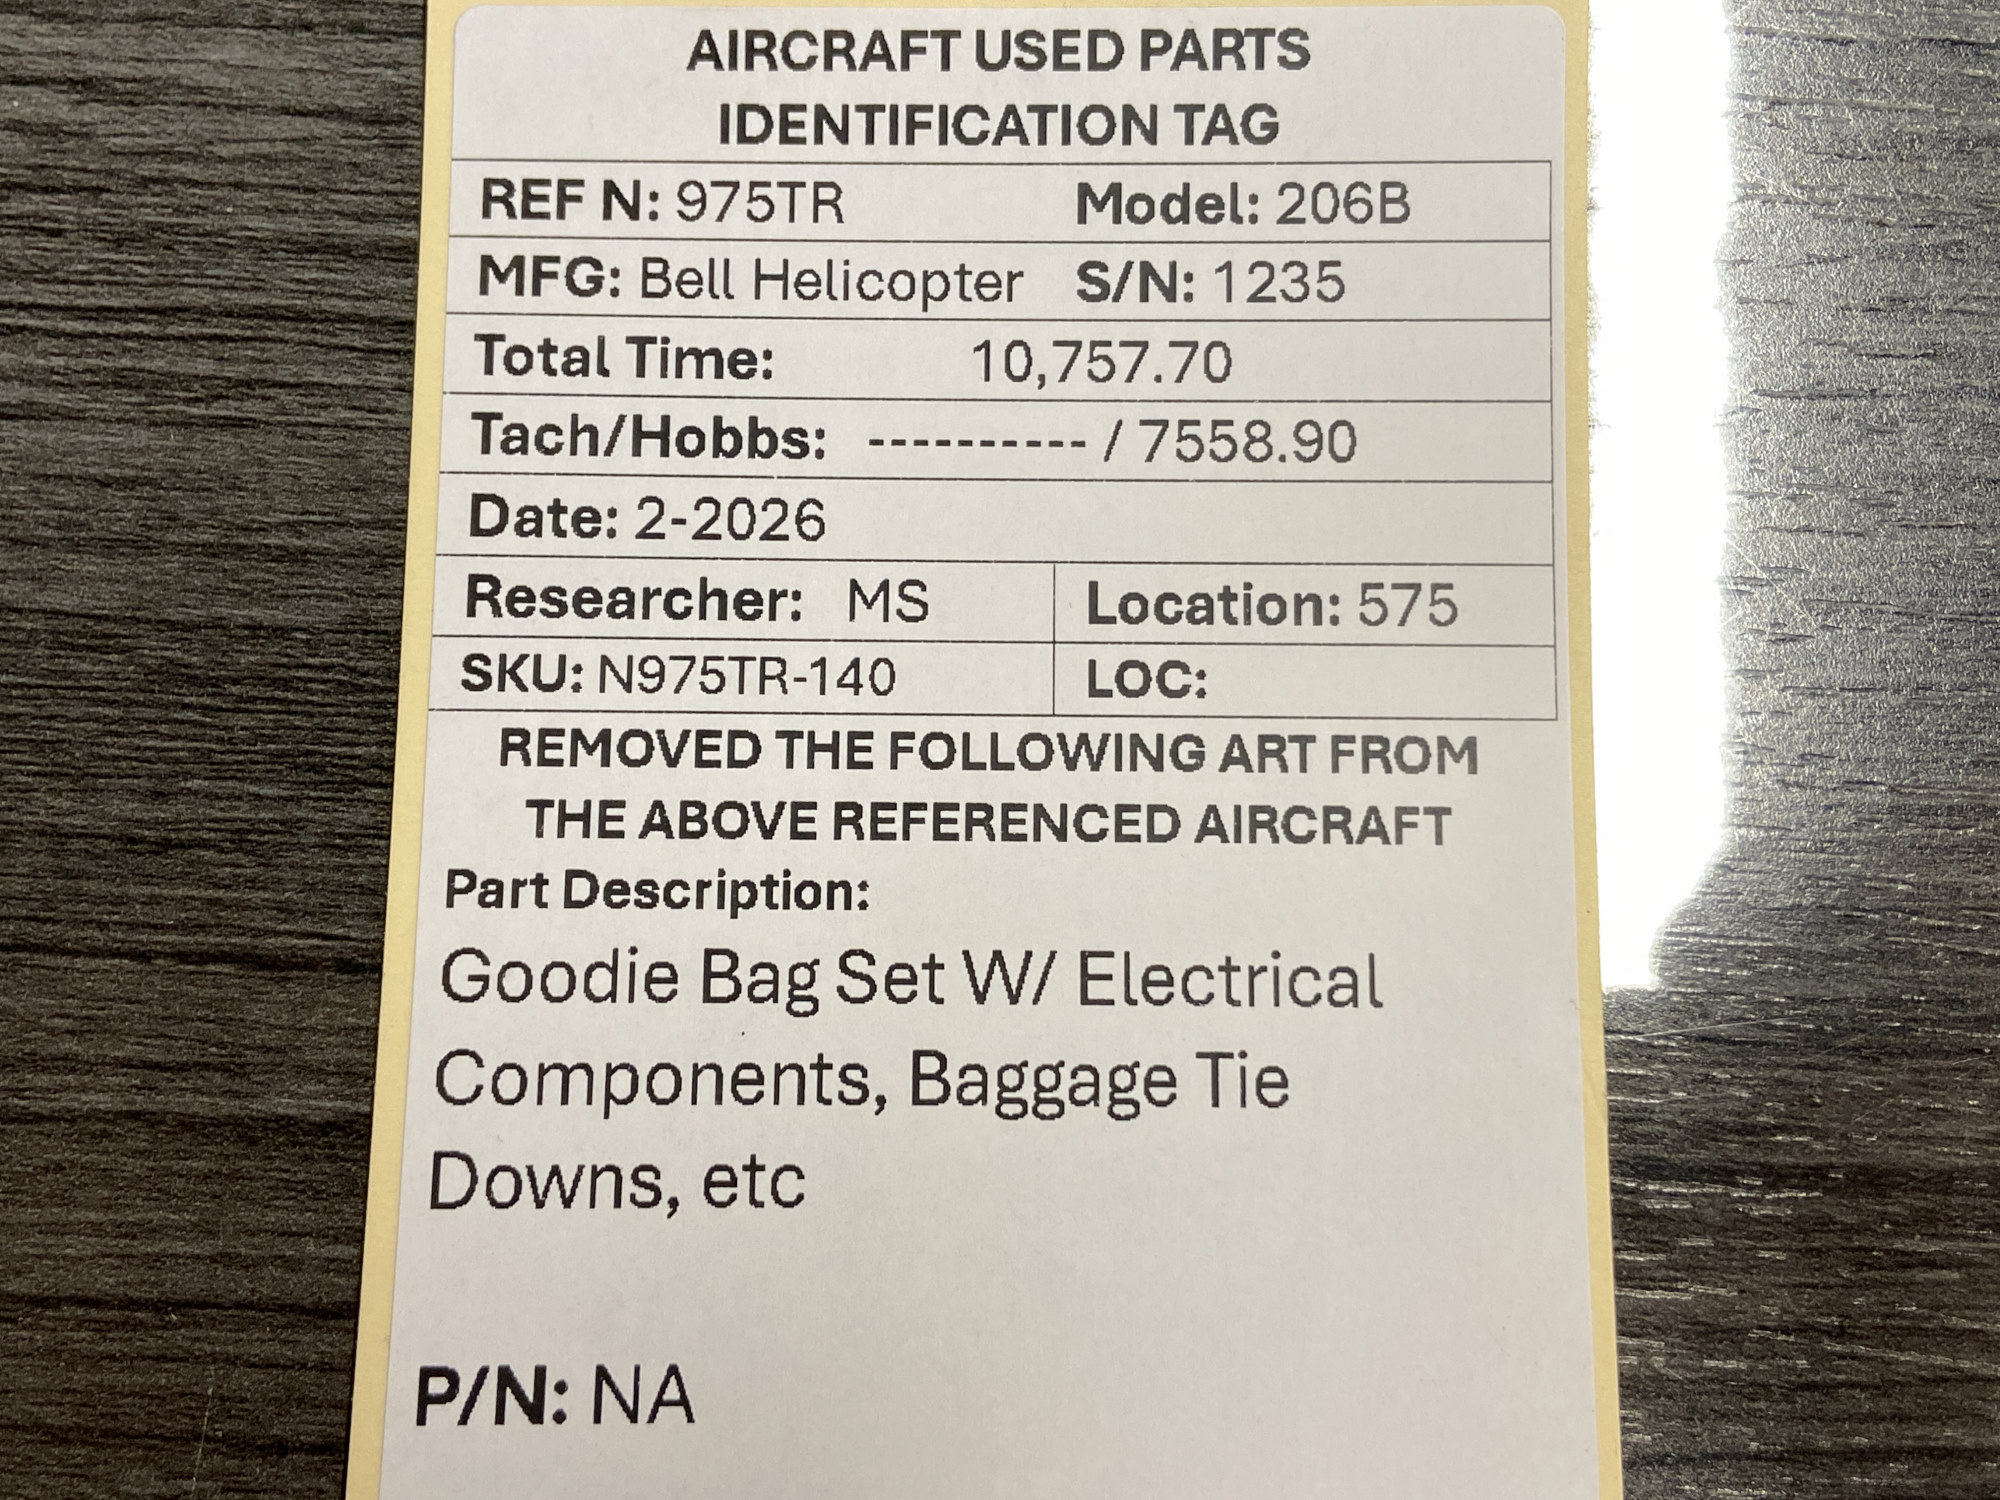 AIRCRAFT USED PARTS
IDENTIFICATION TAG
REF N: 975TR Model: 206B
MFG: Bell Helicopter S/N: 1235
Total Time: 10,757.70
Tach/Hobbs: ---------- / 7558.90
Date: 2-2026
Researcher: MS Location: 575
SKU: N975TR-140 LOC:
REMOVED THE FOLLOWING ART FROM
THE ABOVE REFERENCED AIRCRAFT
Part Description:
Goodie Bag Set W/ Electrical
Components, Baggage Tie
Downs, etc
P/N: NA